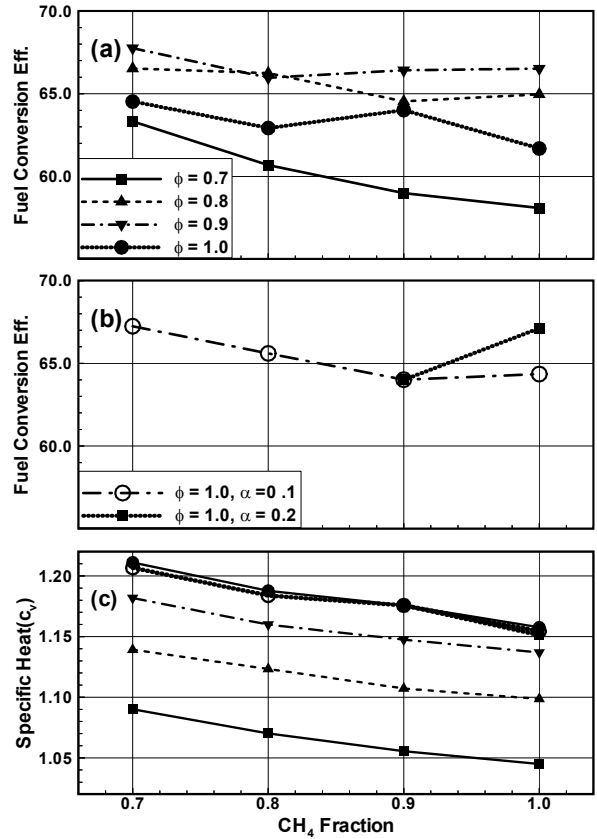 70.0
(a)
65.0
60.0
Fuel Conversion Eff.
ϕ = 0.7
ϕ = 0.8
ϕ = 0.9
ϕ = 1.0
70.0
(b)
65.0
60.0
Fuel Conversion Eff.
ϕ = 1.0, α =0 .1
ϕ = 1.0, α = 0.2
1.20
(c)
1.15
1.10
1.05
Specific Heat(cᵥ)
0.7 0.8 0.9 1.0
CH₄ Fraction